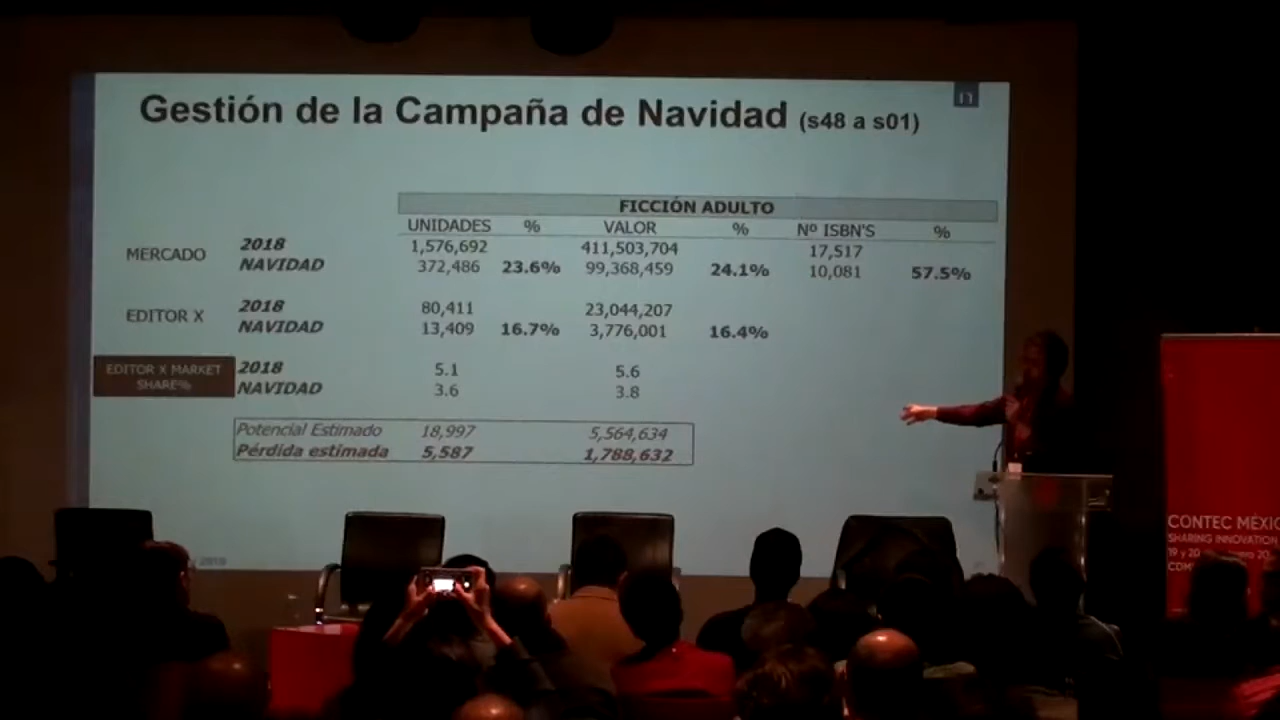 Gestión de la Campaña de Navidad (s48 a s01)
n
FICCIÓN ADULTO
UNIDADES % VALOR % Nº ISBN'S %
MERCADO 2018 1,576,692 411,503,704 17,517
NAVIDAD 372,486 23.6% 99,368,459 24.1% 10,081 57.5%
EDITOR X 2018 80,411 23,044,207
NAVIDAD 13,409 16.7% 3,776,001 16.4%
EDITOR X MARKET SHARE% 2018 5.1 5.6
NAVIDAD 3.6 3.8
Potencial Estimado 18,997 5,564,634
Pérdida estimada 5,587 1,788,632
CONTEC MÉXIC
SHARING INNOVATION
19 y 20